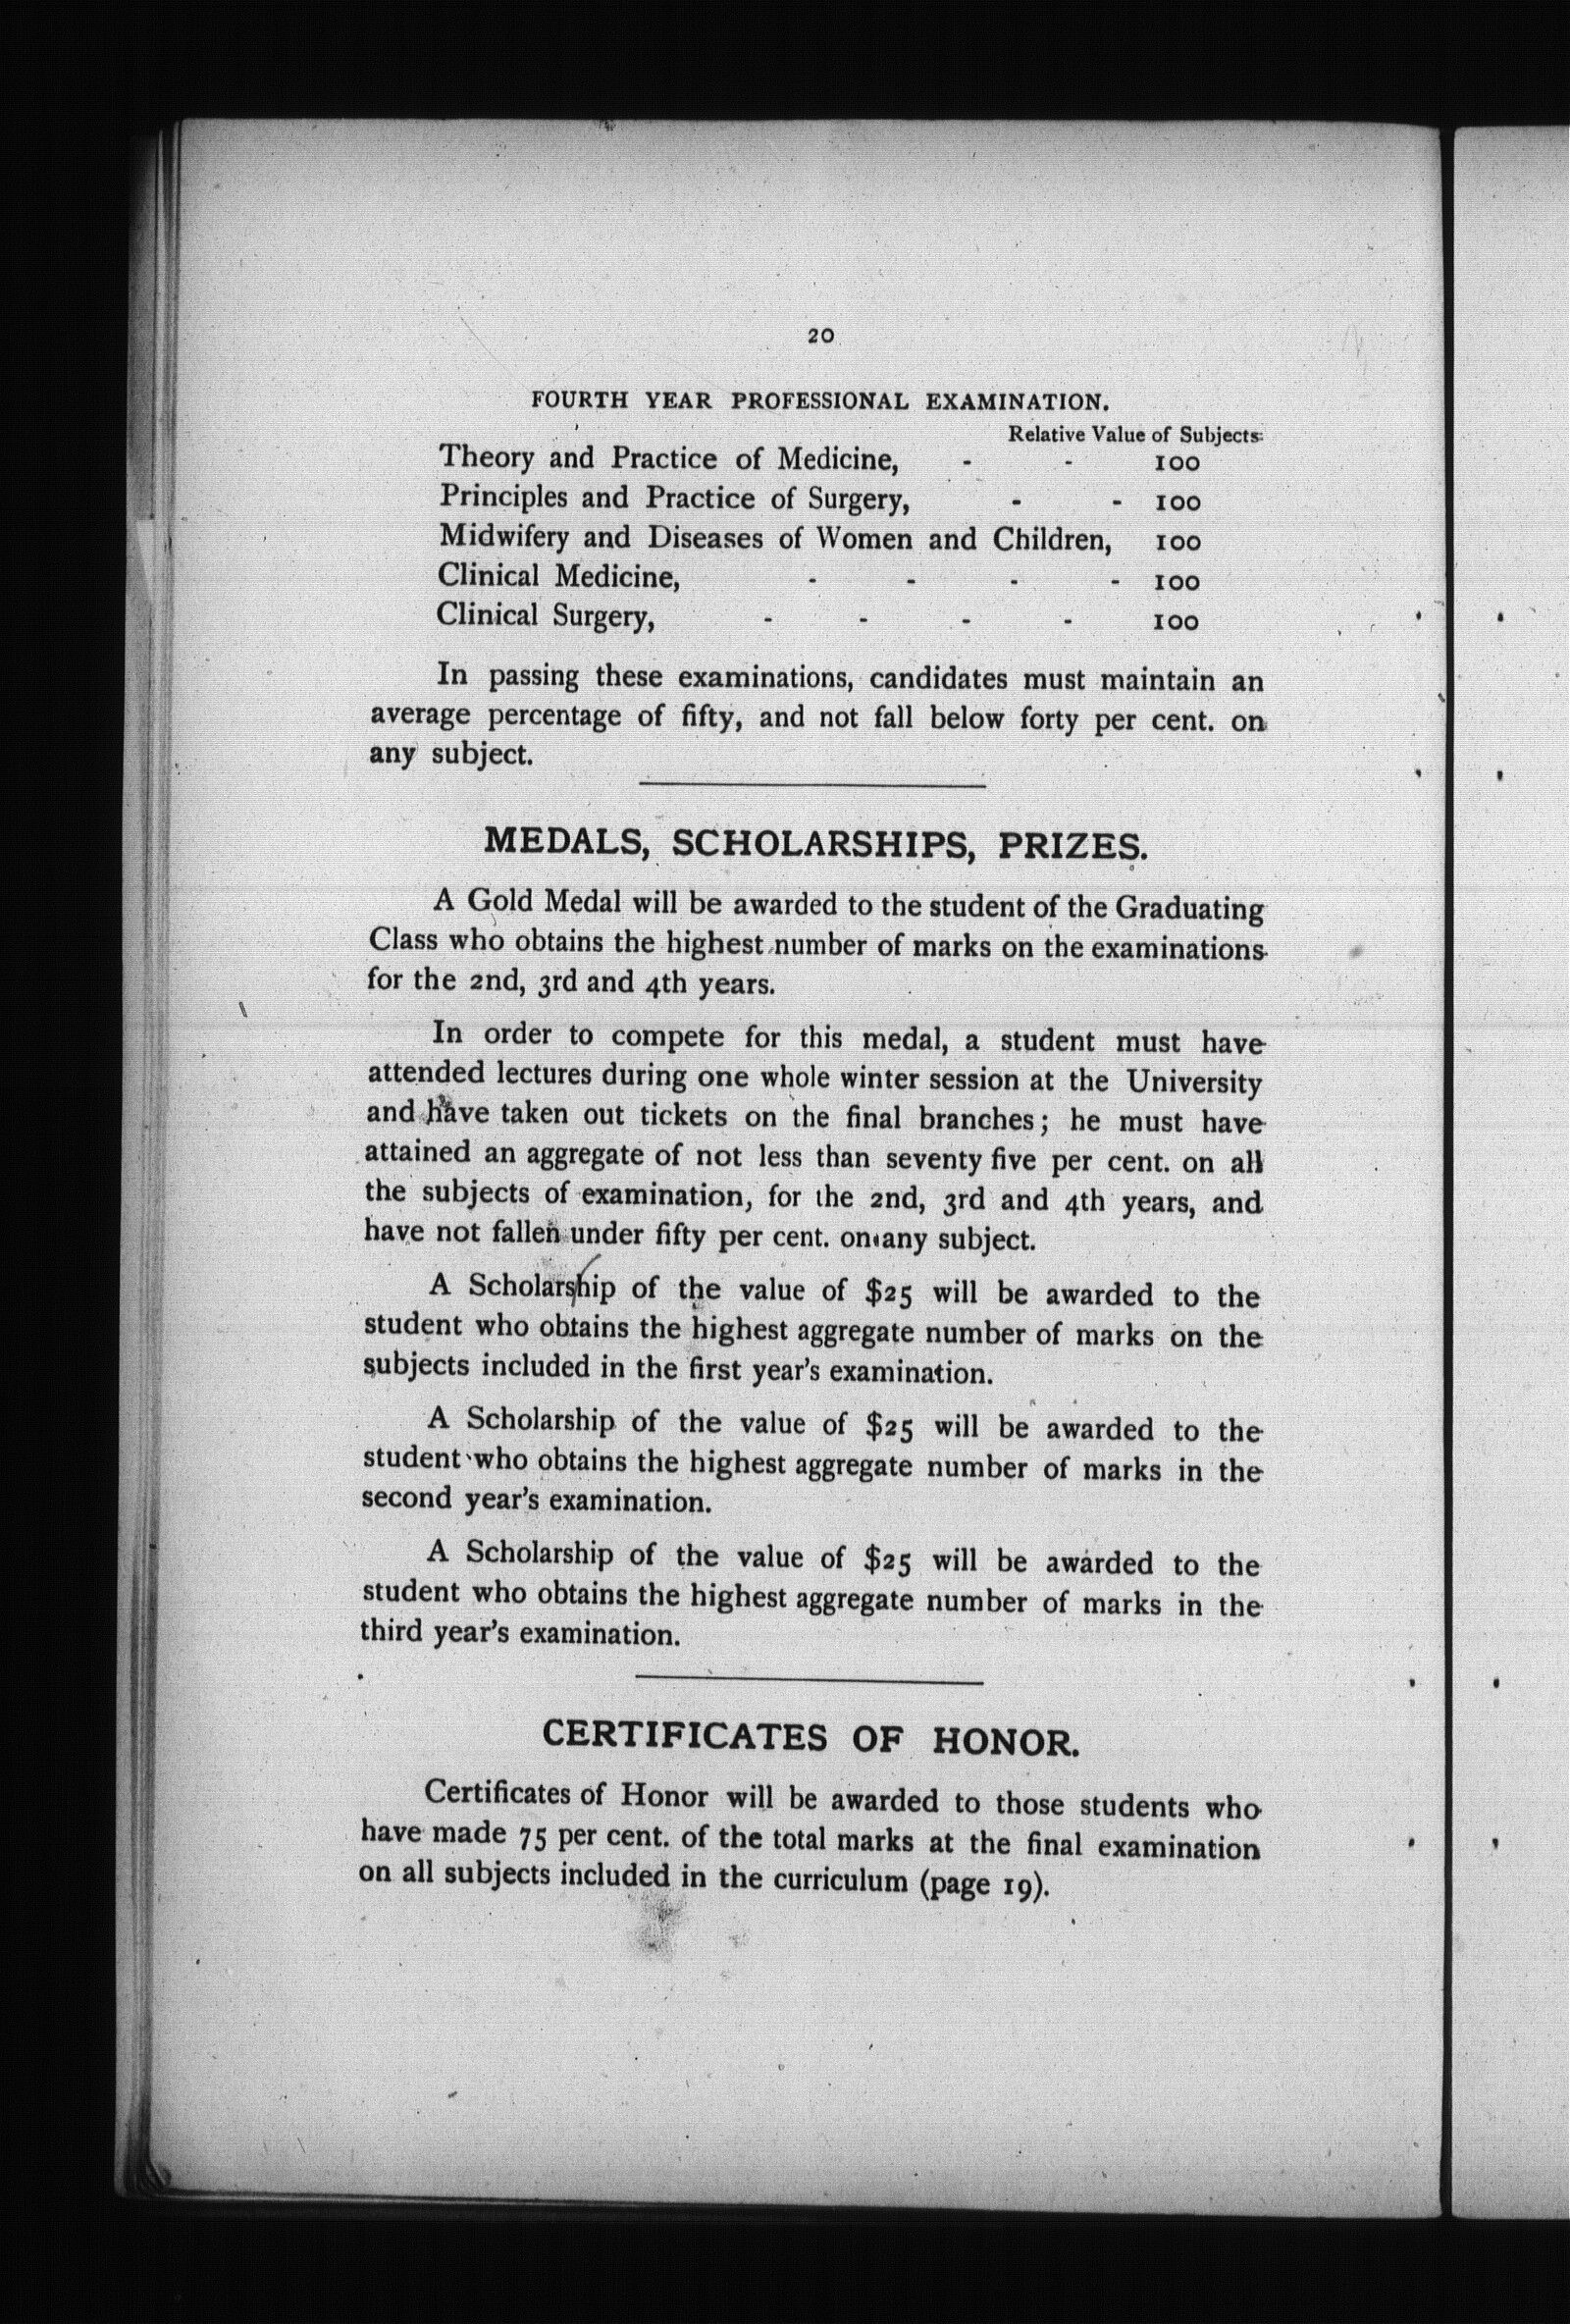 20
FOURTH YEAR PROFESSIONAL EXAMINATION.
Relative Value of Subjects.
Theory and Practice of Medicine, - - 100
Principles and Practice of Surgery, - - 100
Midwifery and Diseases of Women and Children, 100
Clinical Medicine, - - - - 100
Clinical Surgery, - - - - 100
In passing these examinations, candidates must maintain an
average percentage of fifty, and not fall below forty per cent. on
any subject.
MEDALS, SCHOLARSHIPS, PRIZES.
A Gold Medal will be awarded to the student of the Graduating
Class who obtains the highest number of marks on the examinations
for the 2nd, 3rd and 4th years.
In order to compete for this medal, a student must have
attended lectures during one whole winter session at the University
and have taken out tickets on the final branches; he must have
attained an aggregate of not less than seventy five per cent. on all
the subjects of examination, for the 2nd, 3rd and 4th years, and
have not fallen under fifty per cent. on any subject.
A Scholarship of the value of $25 will be awarded to the
student who obtains the highest aggregate number of marks on the
subjects included in the first year's examination.
A Scholarship of the value of $25 will be awarded to the
student who obtains the highest aggregate number of marks in the
second year's examination.
A Scholarship of the value of $25 will be awarded to the
student who obtains the highest aggregate number of marks in the
third year's examination.
CERTIFICATES OF HONOR.
Certificates of Honor will be awarded to those students who
have made 75 per cent. of the total marks at the final examination
on all subjects included in the curriculum (page 19).